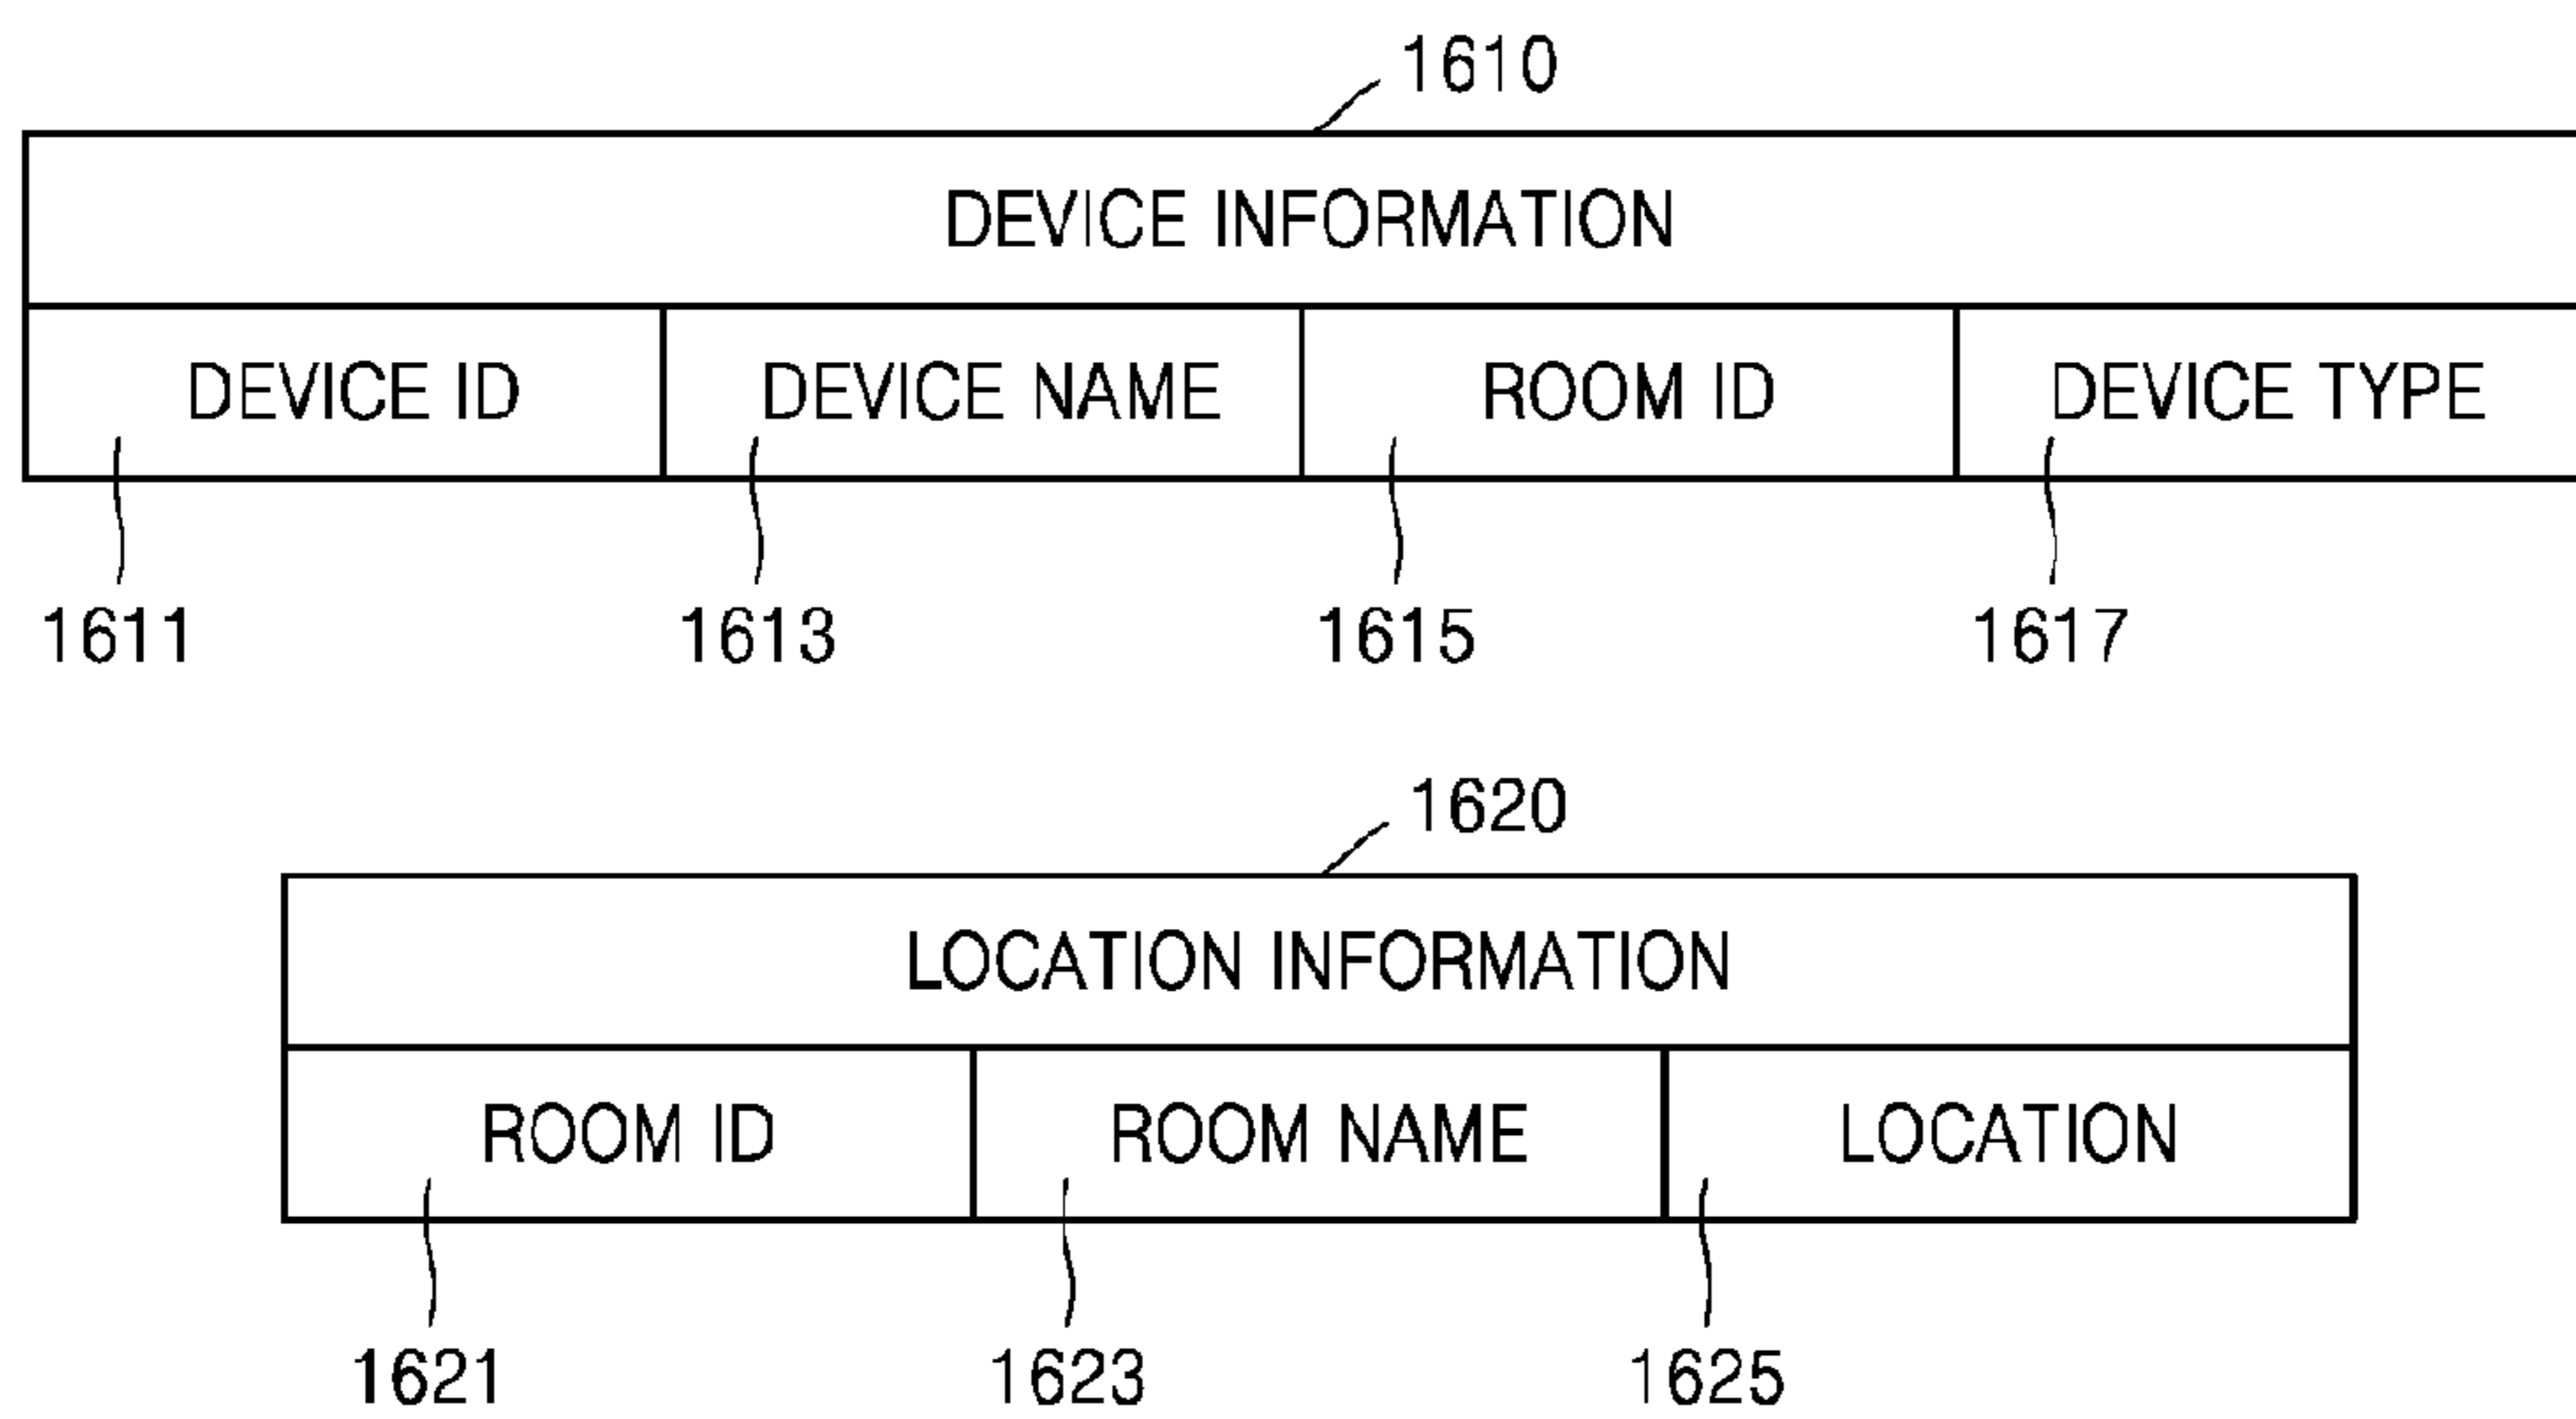 1610
DEVICE INFORMATION
DEVICE ID DEVICE NAME ROOM ID DEVICE TYPE
1611 1613 1615 1617
1620
LOCATION INFORMATION
ROOM ID ROOM NAME LOCATION
1621 1623 1625